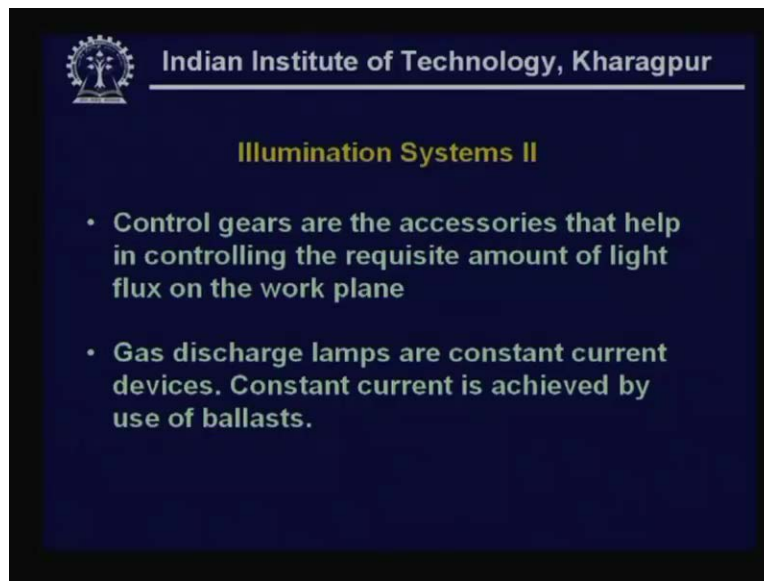 Indian Institute of Technology, Kharagpur
Illumination Systems II
• Control gears are the accessories that help
in controlling the requisite amount of light
flux on the work plane
• Gas discharge lamps are constant current
devices. Constant current is achieved by
use of ballasts.